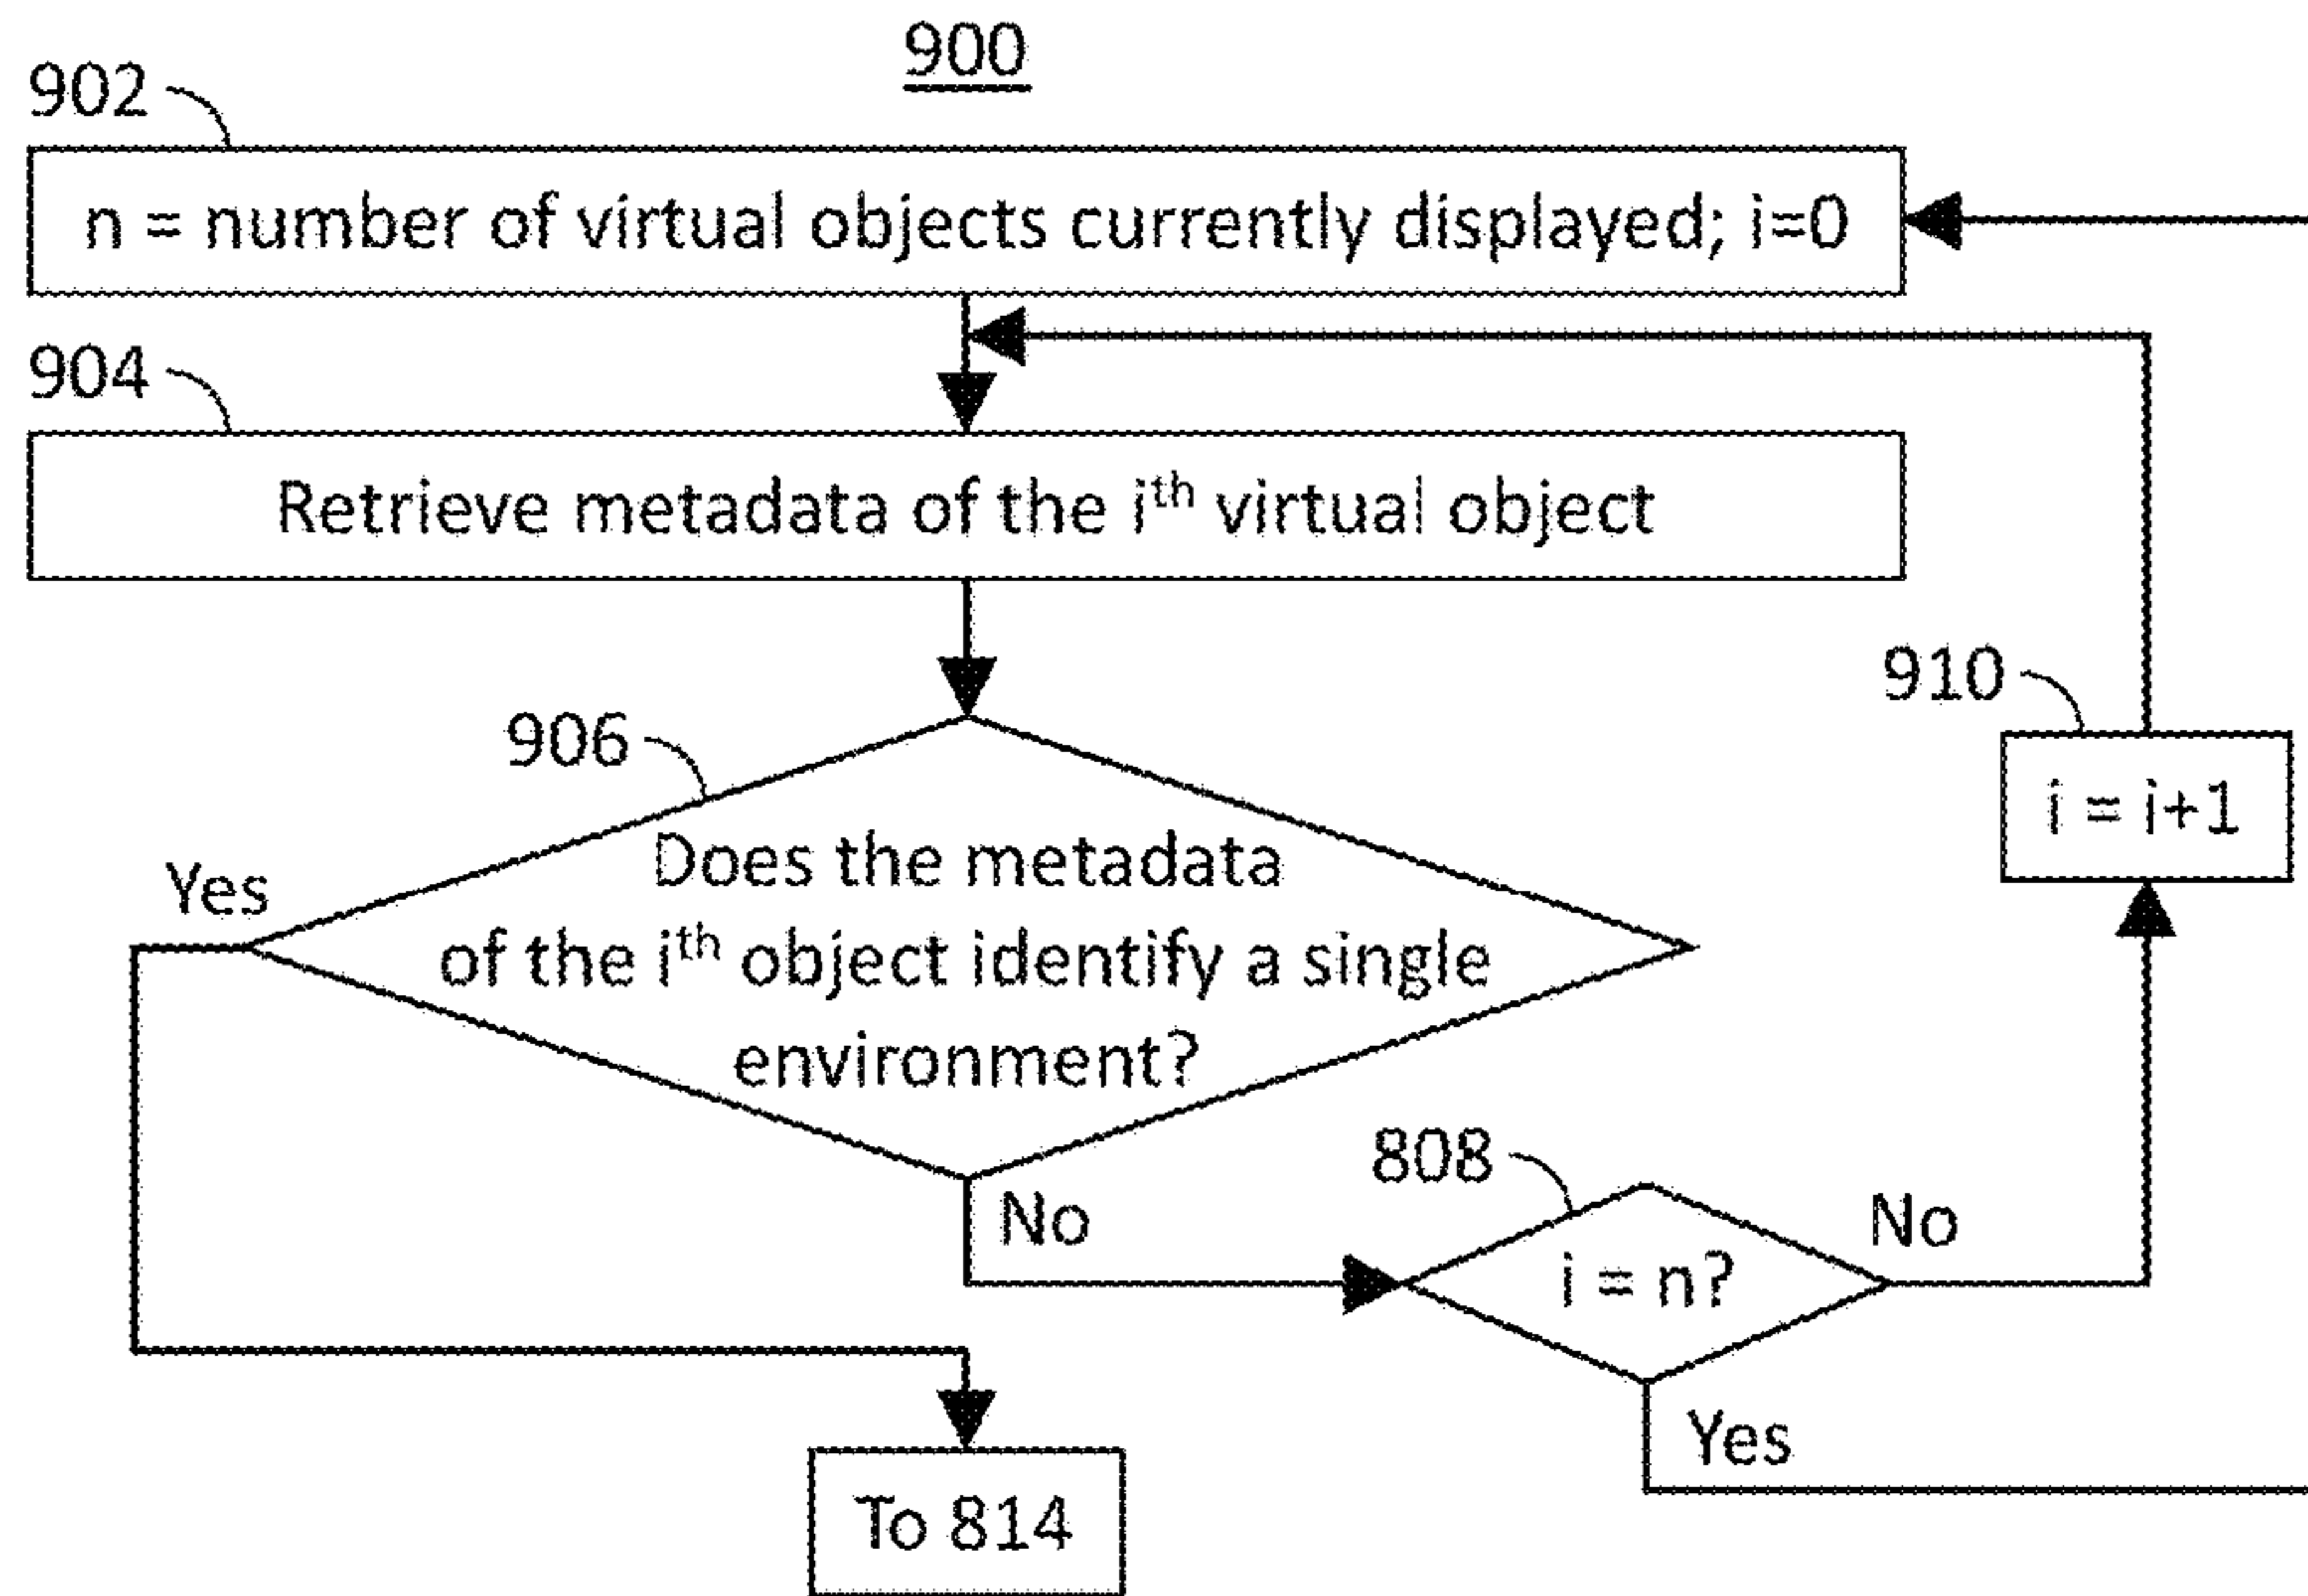 900
902
n = number of virtual objects currently displayed; i=0
904
Retrieve metadata of the iᵗʰ virtual object
910
i = i+1
906
Does the metadata
of the iᵗʰ object identify a single
environment?
Yes
No
808
i = n?
No
Yes
To 814